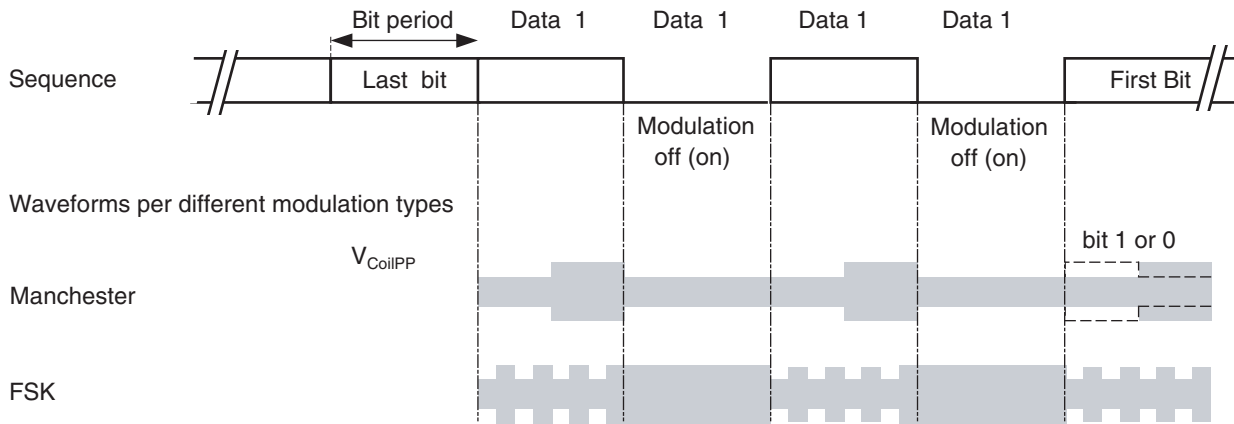 Bit period Data 1 Data 1 Data 1 Data 1
Sequence Last bit First Bit
Modulation off (on) Modulation off (on)
Waveforms per different modulation types
bit 1 or 0
VCoilPP
Manchester
FSK